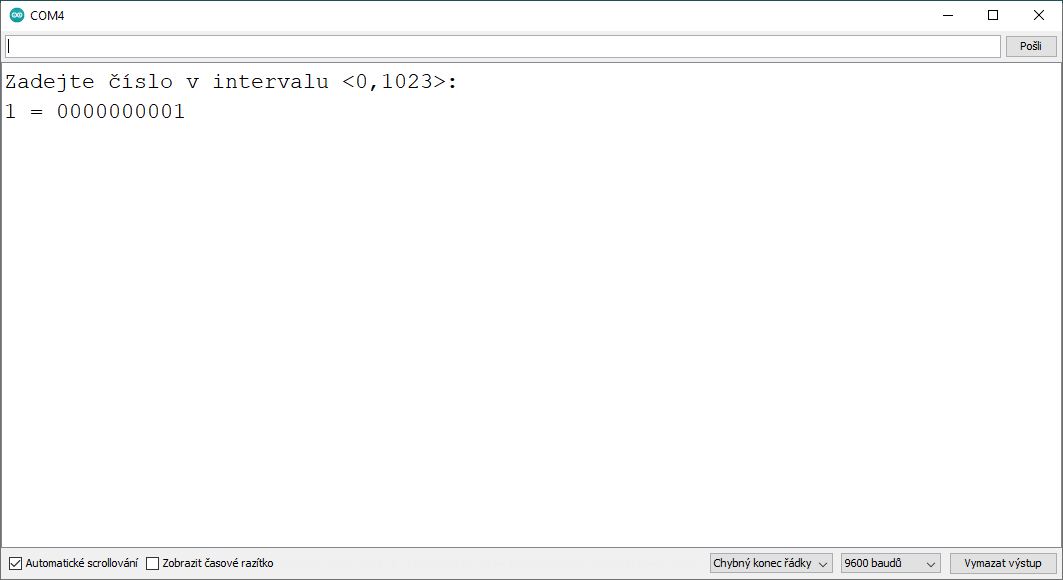 COM4
Pošli
Zadejte číslo v intervalu <0,1023>:
1 = 0000000001
Automatické scrollování Zobrazit časové razítko Chybný konec řádky 9600 baudů Vymazat výstup